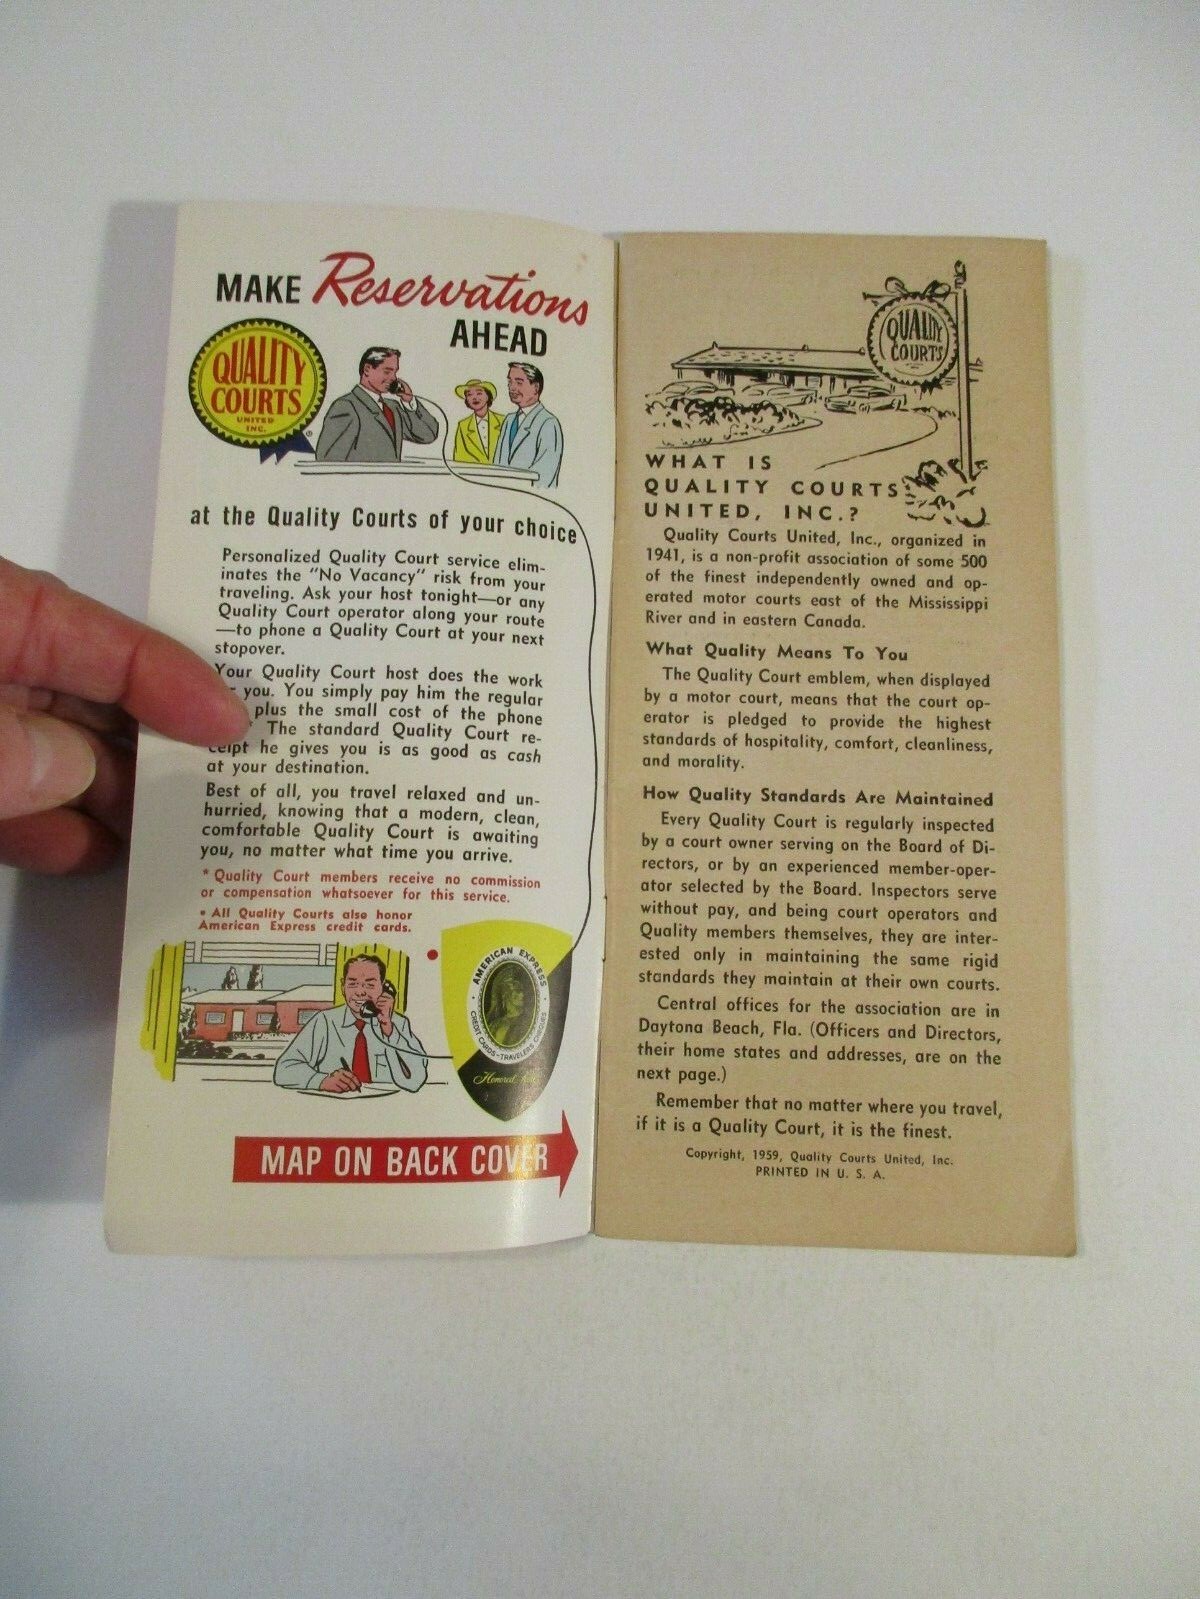 MAKE Reservations
AHEAD
QUALITY
COURTS
UNITED
INC.
®
at the Quality Courts of your choice
Personalized Quality Court service elim-
inates the "No Vacancy" risk from your
traveling. Ask your host tonight—or any
Quality Court operator along your route
—to phone a Quality Court at your next
stopover.
Your Quality Court host does the work
you. You simply pay him the regular
plus the small cost of the phone
* The standard Quality Court re-
ceipt he gives you is as good as cash
at your destination.
Best of all, you travel relaxed and un-
hurried, knowing that a modern, clean,
comfortable Quality Court is awaiting
you, no matter what time you arrive.
* Quality Court members receive no commission
or compensation whatsoever for this service.
• All Quality Courts also honor
American Express credit cards.
AMERICAN EXPRESS
CREDIT CARDS-TRAVELERS CHEQUES
Honored Here
MAP ON BACK COVER
QUALITY
COURTS
WHAT IS
QUALITY COURTS
UNITED, INC.?
Quality Courts United, Inc., organized in
1941, is a non-profit association of some 500
of the finest independently owned and op-
erated motor courts east of the Mississippi
River and in eastern Canada.
What Quality Means To You
The Quality Court emblem, when displayed
by a motor court, means that the court op-
erator is pledged to provide the highest
standards of hospitality, comfort, cleanliness,
and morality.
How Quality Standards Are Maintained
Every Quality Court is regularly inspected
by a court owner serving on the Board of Di-
rectors, or by an experienced member-oper-
ator selected by the Board. Inspectors serve
without pay, and being court operators and
Quality members themselves, they are inter-
ested only in maintaining the same rigid
standards they maintain at their own courts.
Central offices for the association are in
Daytona Beach, Fla. (Officers and Directors,
their home states and addresses, are on the
next page.)
Remember that no matter where you travel,
if it is a Quality Court, it is the finest.
Copyright, 1959, Quality Courts United, Inc.
PRINTED IN U. S. A.